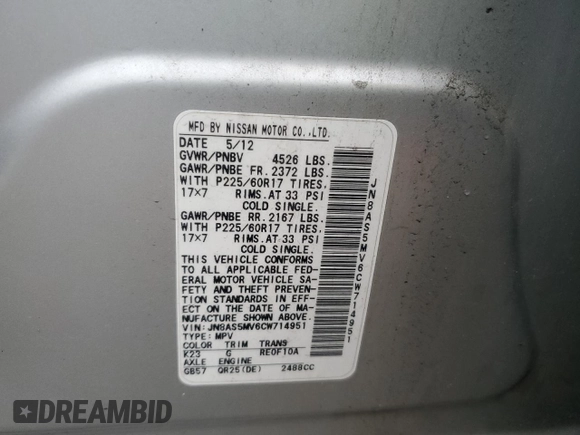 MFD BY NISSAN MOTOR CO.,LTD.
DATE 5/12
GVWR/PNBV 4526 LBS.
GAWR/PNBE FR. 2372 LBS.
WITH P225/60R17 TIRES.
17×7 RIMS.AT 33 PSI
COLD SINGLE.
GAWR/PNBE RR. 2167 LBS.
WITH P225/60R17 TIRES.
17×7 RIMS.AT 33 PSI
COLD SINGLE.
THIS VEHICLE CONFORMS
TO ALL APPLICABLE FED-
ERAL MOTOR VEHICLE SA-
FETY AND THEFT PREVEN-
TION STANDARDS IN EFF-
ECT ON THE DATE OF MA-
NUFACTURE SHOWN ABOVE.
VIN: JN8AS5MV6CW714951
TYPE: MPV
COLOR TRIM TRANS
K23 G RE0F10A
AXLE ENGINE
GB57 QR25(DE) 2488CC
JN8AS5MV6CW714951
DREAMBID